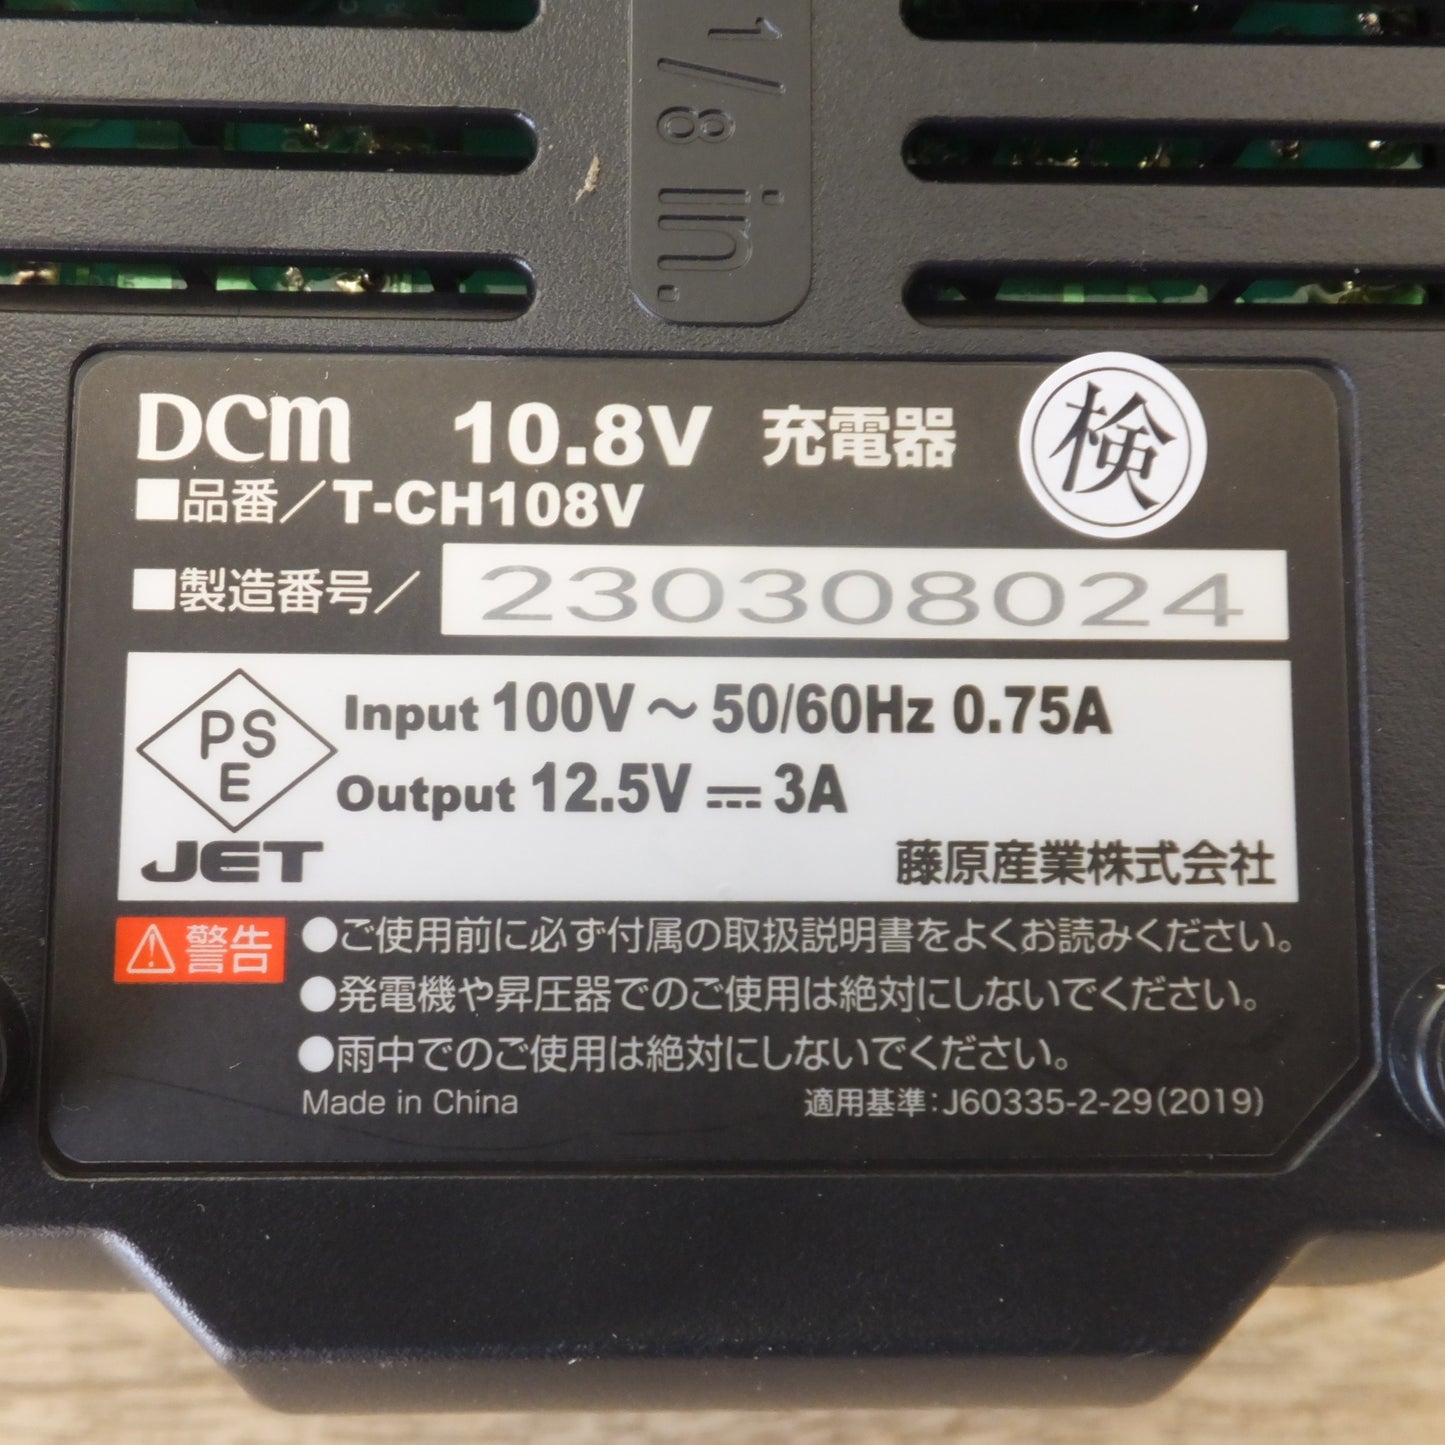 1/8 in.
DCM 10.8V 充電器
検
■品番／T-CH108V
■製造番号／ 230308024
PSE
Input 100V～50/60Hz 0.75A
Output 12.5V⎓3A
JET
藤原産業株式会社
⚠警告
●ご使用前に必ず付属の取扱説明書をよくお読みください。
●発電機や昇圧器でのご使用は絶対にしないでください。
●雨中でのご使用は絶対にしないでください。
Made in China
適用基準:J60335-2-29(2019)